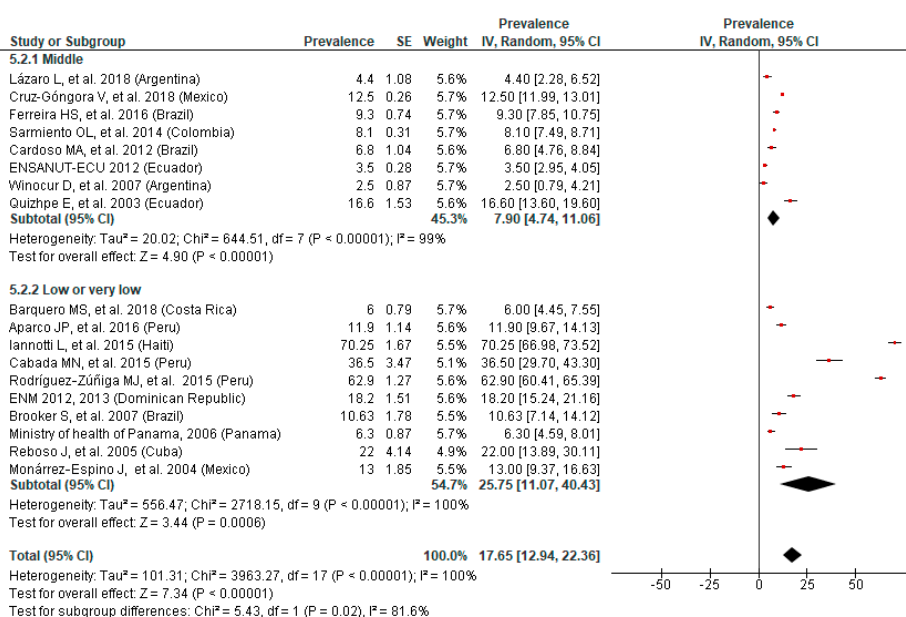 Prevalence Prevalence
Study or Subgroup Prevalence SE Weight IV, Random, 95% CI IV, Random, 95% CI
5.2.1 Middle
Lázaro L, et al. 2018 (Argentina) 4.4 1.08 5.6% 4.40 [2.28, 6.52]
Cruz-Góngora V, et al. 2018 (Mexico) 12.5 0.26 5.7% 12.50 [11.99, 13.01]
Ferreira HS, et al. 2016 (Brazil) 9.3 0.74 5.7% 9.30 [7.85, 10.75]
Sarmiento OL, et al. 2014 (Colombia) 8.1 0.31 5.7% 8.10 [7.49, 8.71]
Cardoso MA, et al. 2012 (Brazil) 6.8 1.04 5.6% 6.80 [4.76, 8.84]
ENSANUT-ECU 2012 (Ecuador) 3.5 0.28 5.7% 3.50 [2.95, 4.05]
Winocur D, et al. 2007 (Argentina) 2.5 0.87 5.7% 2.50 [0.79, 4.21]
Quizhpe E, et al. 2003 (Ecuador) 16.6 1.53 5.6% 16.60 [13.60, 19.60]
Subtotal (95% CI) 45.3% 7.90 [4.74, 11.06]
Heterogeneity: Tau² = 20.02; Chi² = 644.51, df = 7 (P < 0.00001); I² = 99%
Test for overall effect: Z = 4.90 (P < 0.00001)
5.2.2 Low or very low
Barquero MS, et al. 2018 (Costa Rica) 6 0.79 5.7% 6.00 [4.45, 7.55]
Aparco JP, et al. 2016 (Peru) 11.9 1.14 5.6% 11.90 [9.67, 14.13]
Iannotti L, et al. 2015 (Haiti) 70.25 1.67 5.5% 70.25 [66.98, 73.52]
Cabada MN, et al. 2015 (Peru) 36.5 3.47 5.1% 36.50 [29.70, 43.30]
Rodríguez-Zúñiga MJ, et al. 2015 (Peru) 62.9 1.27 5.6% 62.90 [60.41, 65.39]
ENM 2012, 2013 (Dominican Republic) 18.2 1.51 5.6% 18.20 [15.24, 21.16]
Brooker S, et al. 2007 (Brazil) 10.63 1.78 5.5% 10.63 [7.14, 14.12]
Ministry of health of Panama, 2006 (Panama) 6.3 0.87 5.7% 6.30 [4.59, 8.01]
Reboso J, et al. 2005 (Cuba) 22 4.14 4.9% 22.00 [13.89, 30.11]
Monárrez-Espino J, et al. 2004 (Mexico) 13 1.85 5.5% 13.00 [9.37, 16.63]
Subtotal (95% CI) 54.7% 25.75 [11.07, 40.43]
Heterogeneity: Tau² = 556.47; Chi² = 2718.15, df = 9 (P < 0.00001); I² = 100%
Test for overall effect: Z = 3.44 (P = 0.0006)
Total (95% CI) 100.0% 17.65 [12.94, 22.36]
Heterogeneity: Tau² = 101.31; Chi² = 3963.27, df = 17 (P < 0.00001); I² = 100%
-50 -25 0 25 50
Test for overall effect: Z = 7.34 (P < 0.00001)
Test for subgroup differences: Chi² = 5.43, df = 1 (P = 0.02), I² = 81.6%